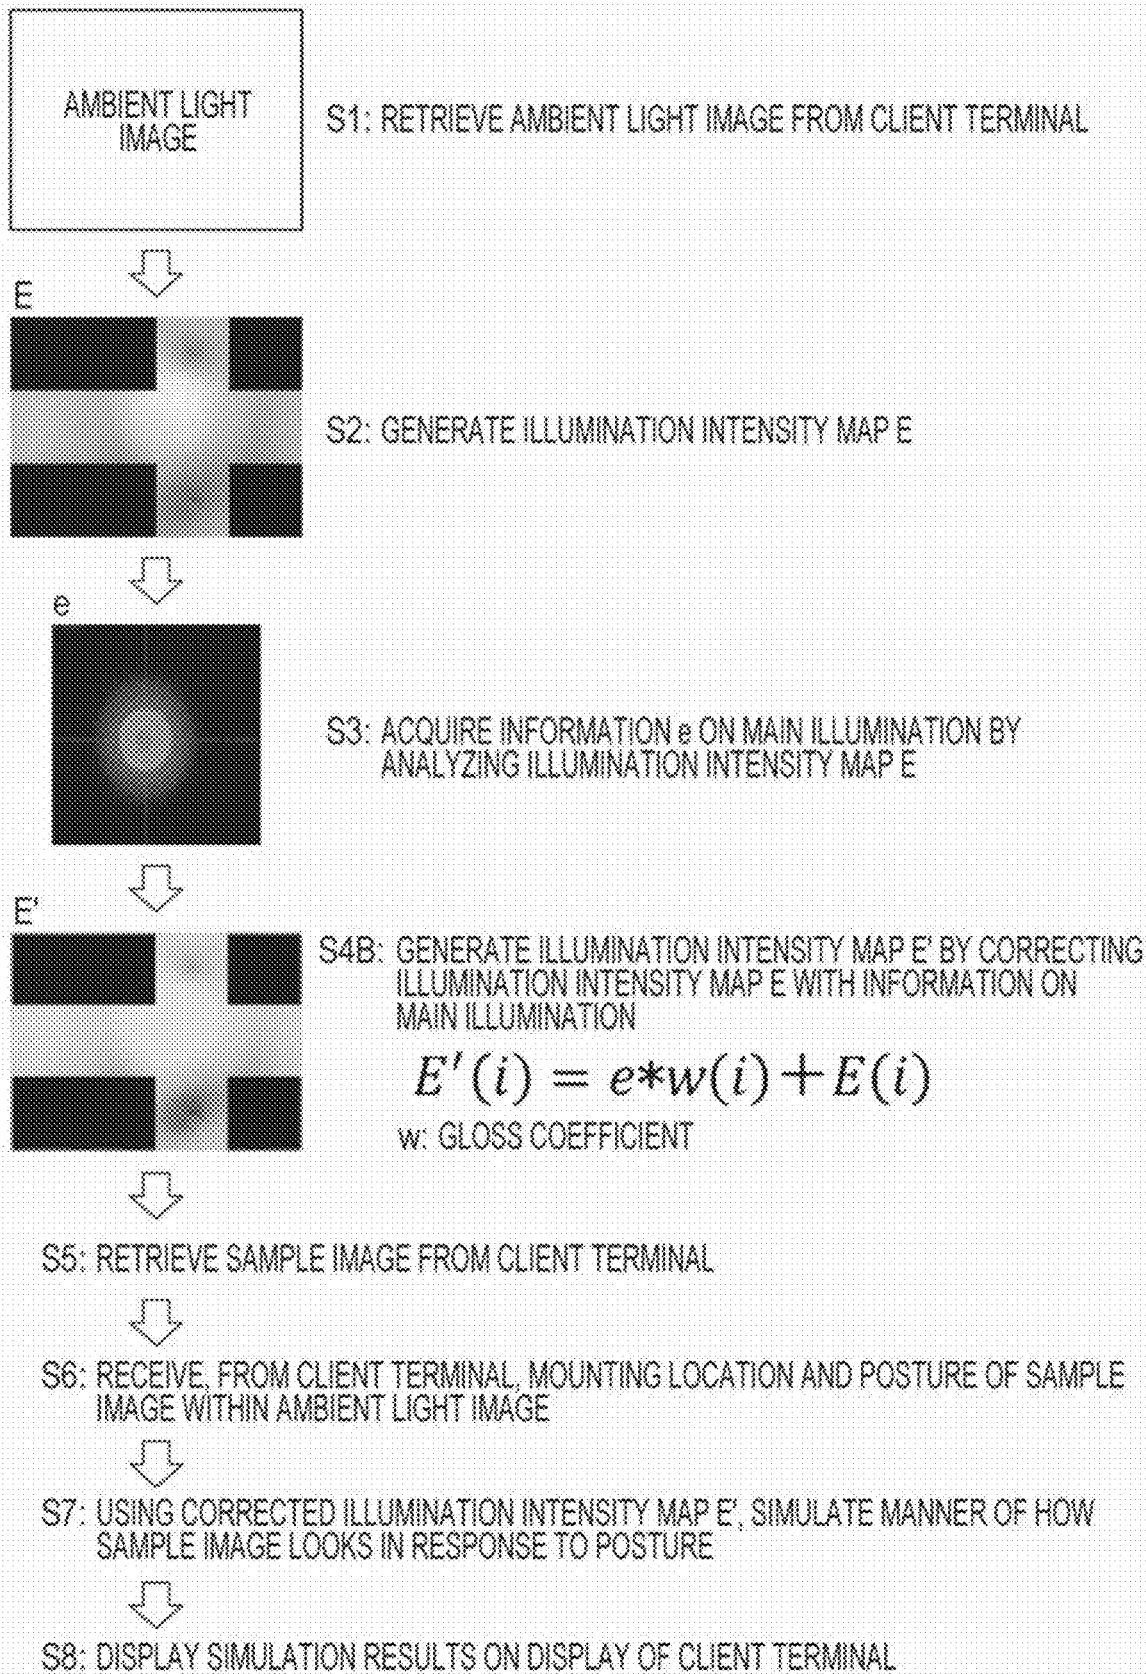 AMBIENT LIGHT
IMAGE
S1: RETRIEVE AMBIENT LIGHT IMAGE FROM CLIENT TERMINAL
E
S2: GENERATE ILLUMINATION INTENSITY MAP E
e
S3: ACQUIRE INFORMATION e ON MAIN ILLUMINATION BY
ANALYZING ILLUMINATION INTENSITY MAP E
E'
S4B: GENERATE ILLUMINATION INTENSITY MAP E' BY CORRECTING
ILLUMINATION INTENSITY MAP E WITH INFORMATION ON
MAIN ILLUMINATION
E'(i) = e*w(i)+E(i)
w: GLOSS COEFFICIENT
S5: RETRIEVE SAMPLE IMAGE FROM CLIENT TERMINAL
S6: RECEIVE, FROM CLIENT TERMINAL, MOUNTING LOCATION AND POSTURE OF SAMPLE
IMAGE WITHIN AMBIENT LIGHT IMAGE
S7: USING CORRECTED ILLUMINATION INTENSITY MAP E', SIMULATE MANNER OF HOW
SAMPLE IMAGE LOOKS IN RESPONSE TO POSTURE
S8: DISPLAY SIMULATION RESULTS ON DISPLAY OF CLIENT TERMINAL